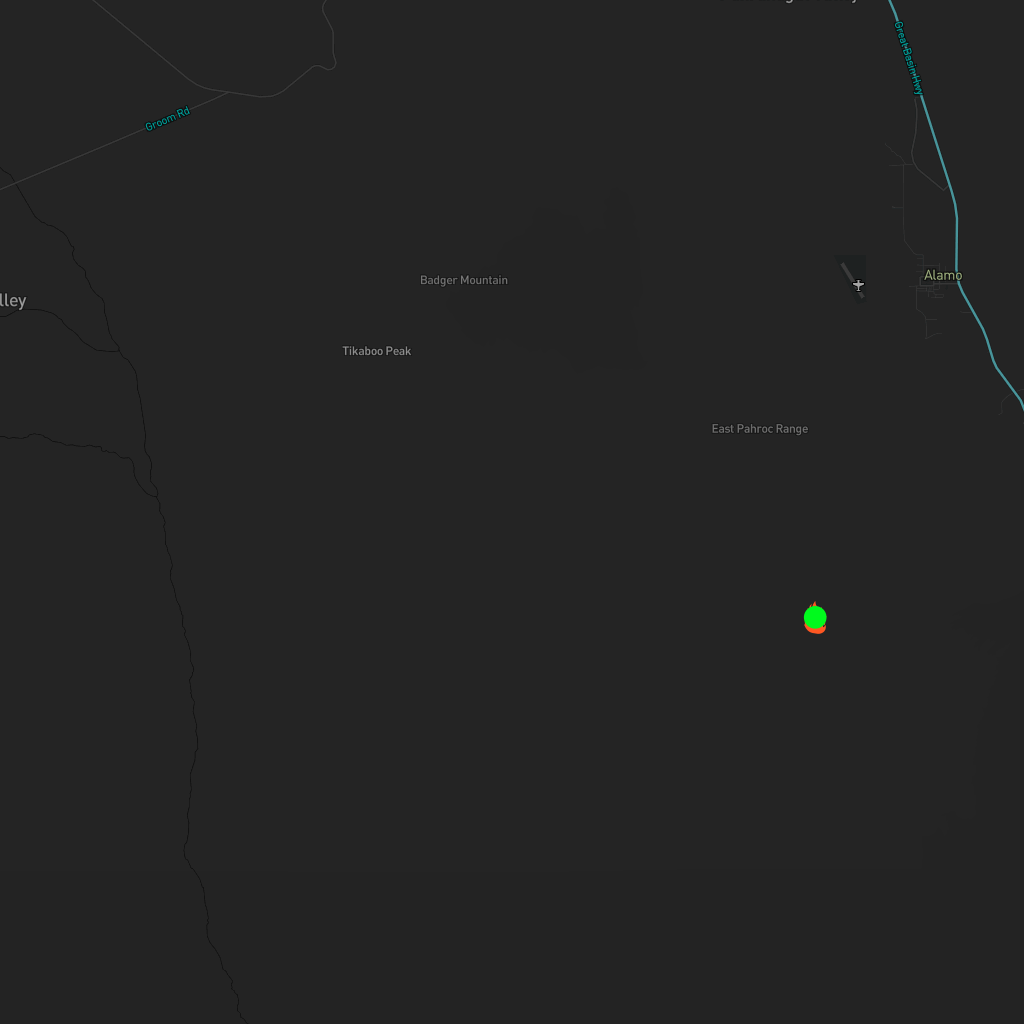 Great Basin Hwy
Groom Rd
Alamo
Badger Mountain
lley
Tikaboo Peak
East Pahroc Range